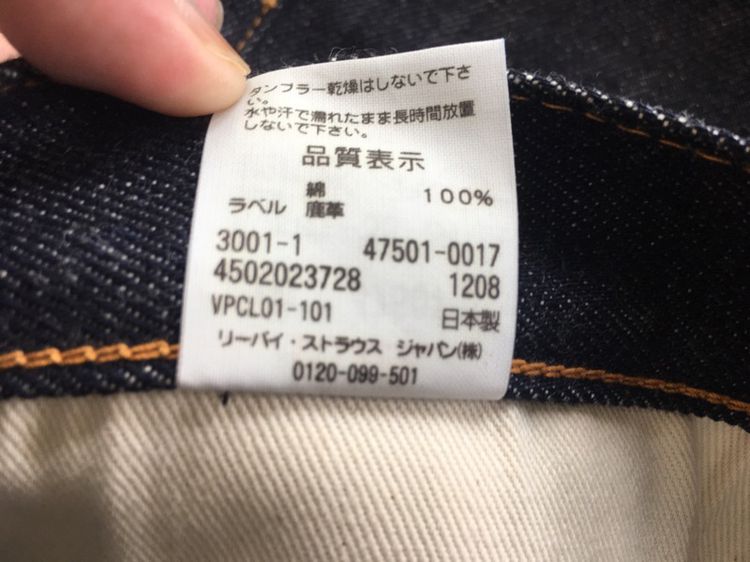 タンブラー乾燥はしないで下さ
い。
水や汗で濡れたまま長時間放置
しないで下さい。
品質表示
綿 100%
ラベル 鹿革
3001-1 47501-0017
4502023728 1208
VPCL01-101 日本製
リーバイ・ストラウス ジャパン(株)
0120-099-501